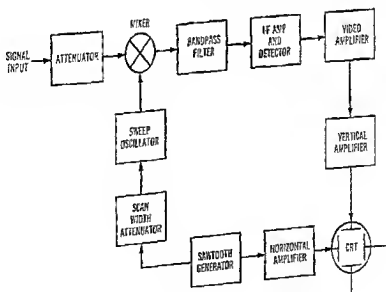 MIXER
SIGNAL
INPUT
ATTENUATOR
BANDPASS
FILTER
I-F AMP
AND
DETECTOR
VIDEO
AMPLIFIER
SWEEP
OSCILLATOR
VERTICAL
AMPLIFIER
SCAN
WIDTH
ATTENUATOR
SAWTOOTH
GENERATOR
HORIZONTAL
AMPLIFIER
CRT